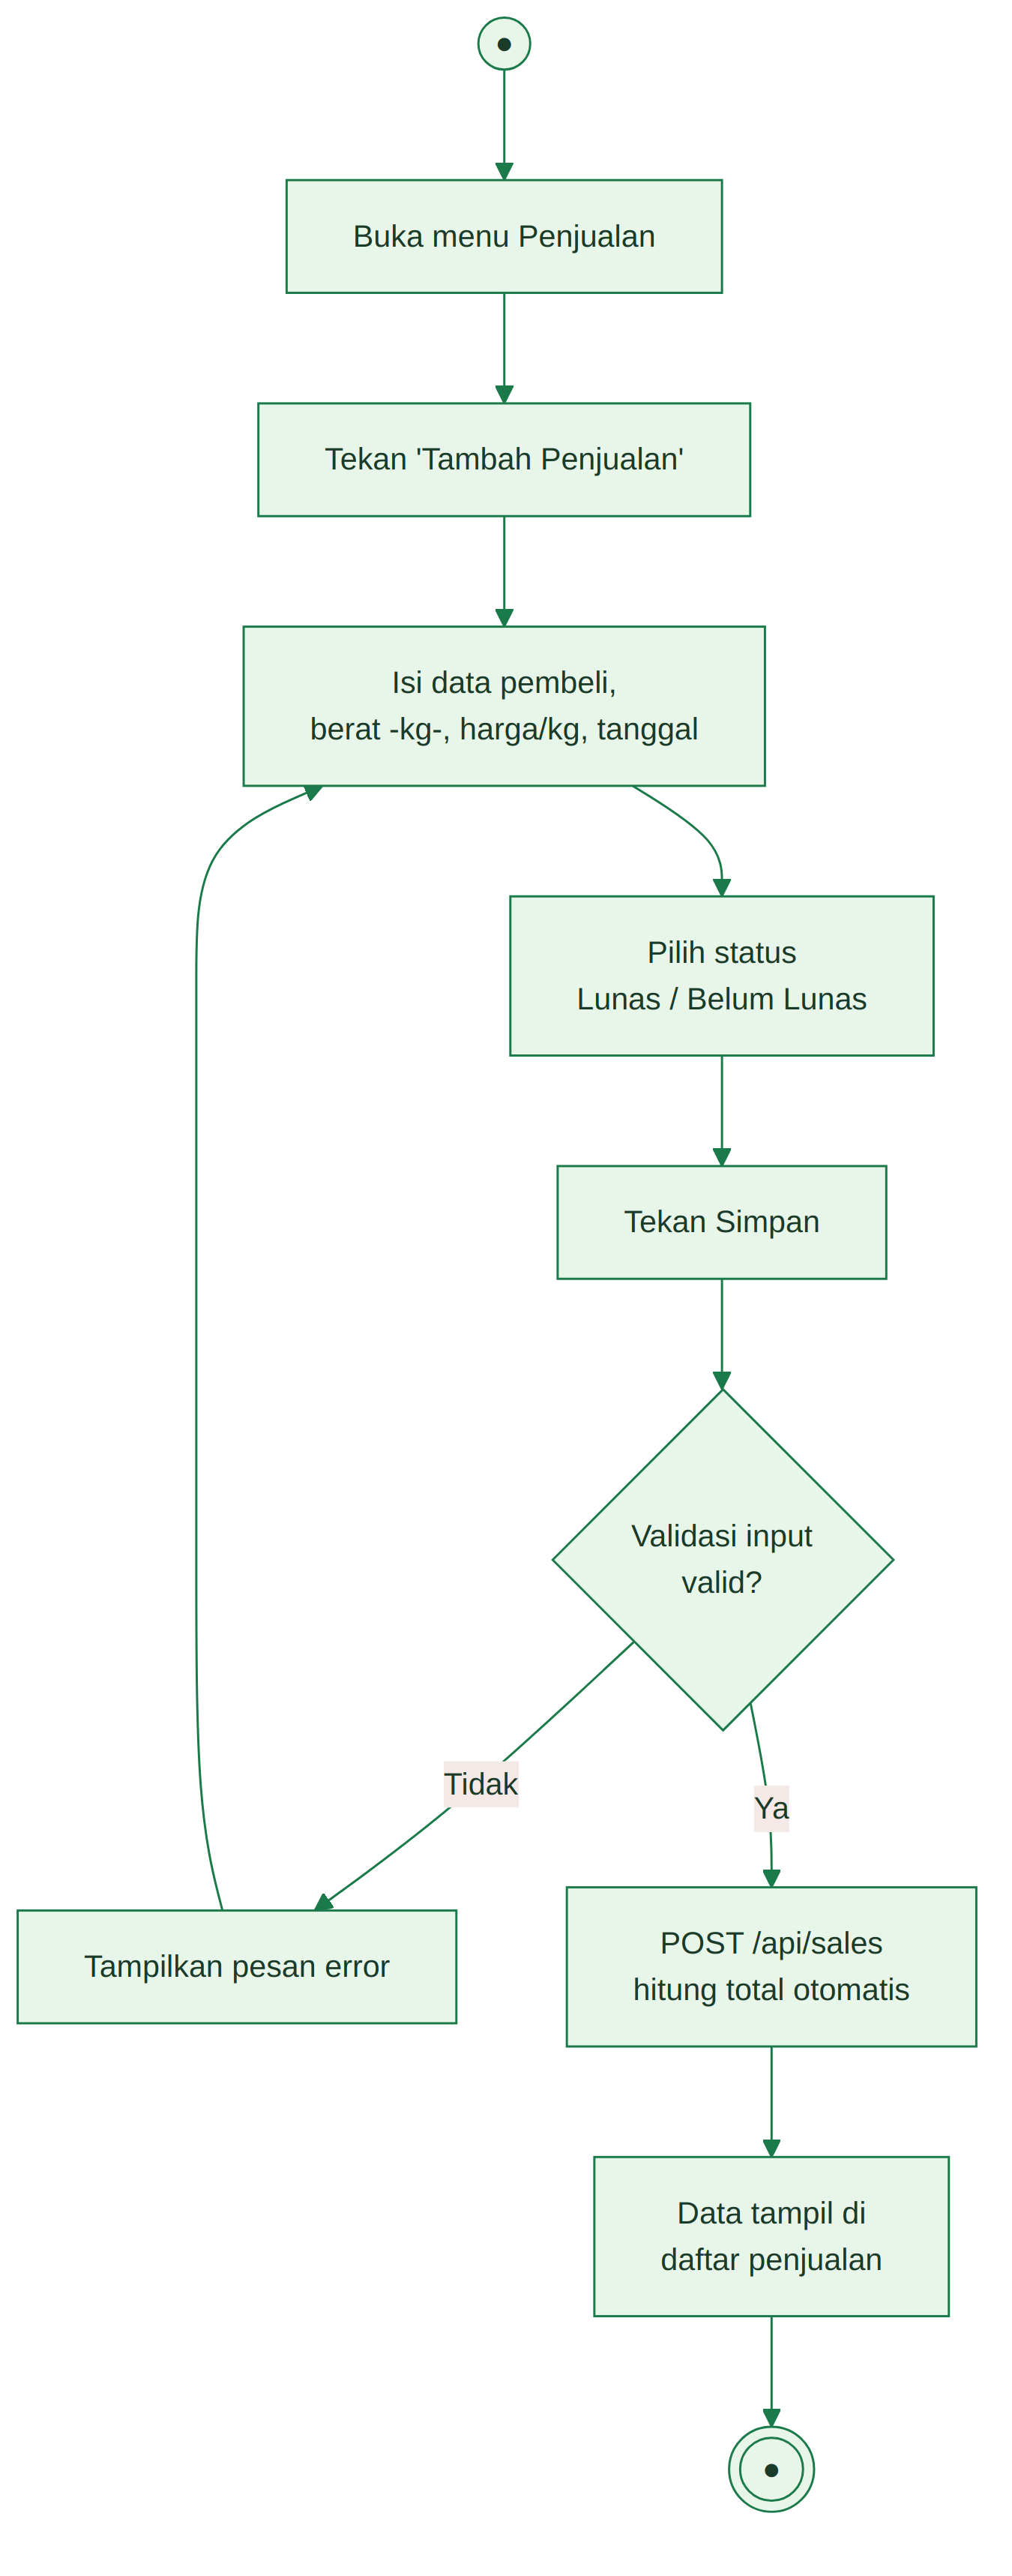 Buka menu Penjualan
Tekan 'Tambah Penjualan'
Isi data pembeli,
berat -kg-, harga/kg, tanggal
Pilih status
Lunas / Belum Lunas
Tekan Simpan
Validasi input
valid?
Tidak
Ya
Tampilkan pesan error
POST /api/sales
hitung total otomatis
Data tampil di
daftar penjualan